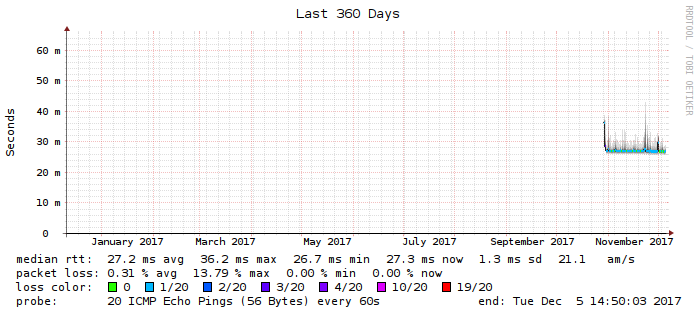 Last 360 Days
RRDTOOL / TOBI OETIKER
Seconds
60 m
50 m
40 m
30 m
20 m
10 m
0
January 2017 March 2017 May 2017 July 2017 September 2017 November 2017
median rtt: 27.2 ms avg 36.2 ms max 26.7 ms min 27.3 ms now 1.3 ms sd 21.1 am/s
packet loss: 0.31 % avg 13.79 % max 0.00 % min 0.00 % now
loss color: 0 1/20 2/20 3/20 4/20 10/20 19/20
probe: 20 ICMP Echo Pings (56 Bytes) every 60s end: Tue Dec 5 14:50:03 2017